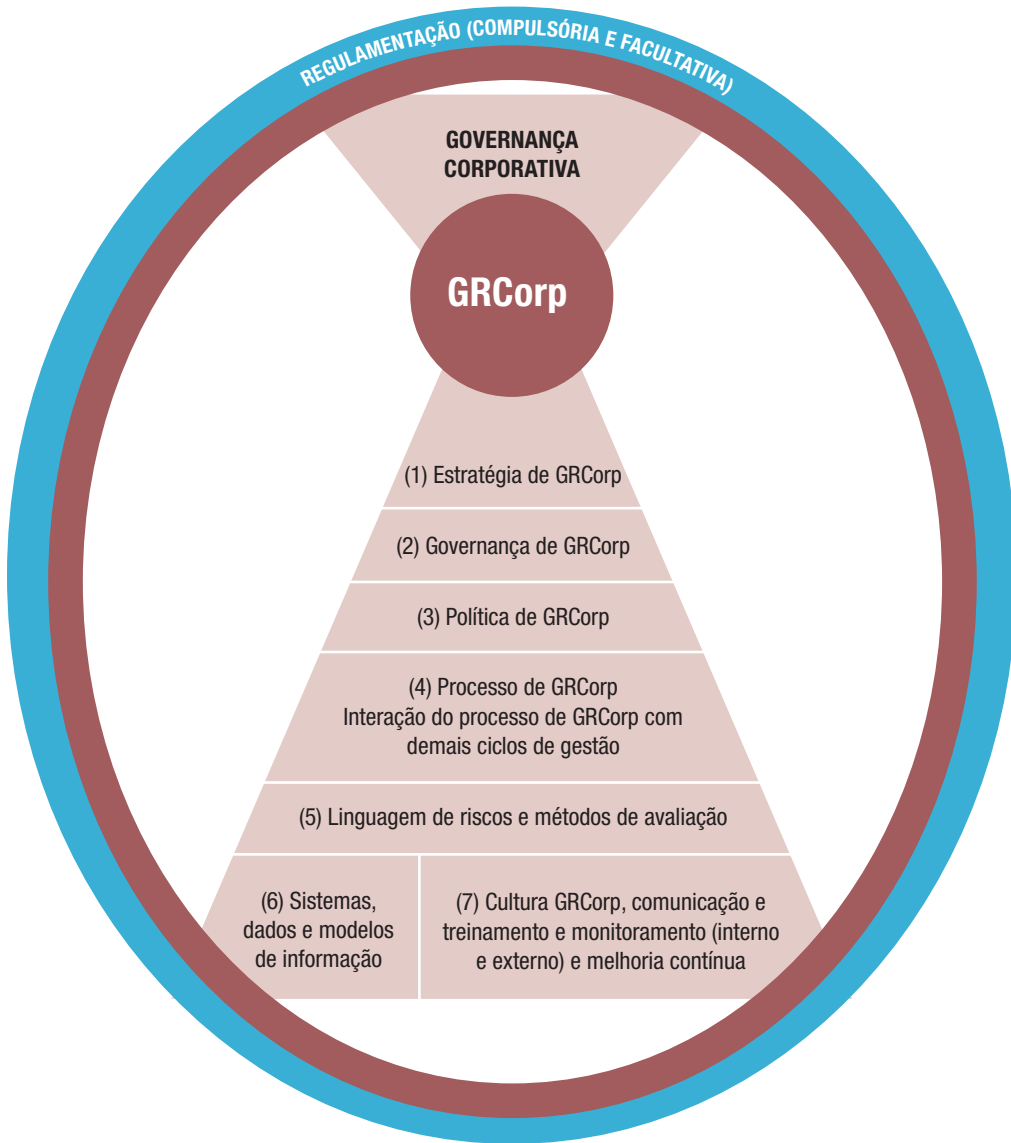 REGULAMENTAÇÃO (COMPULSÓRIA E FACULTATIVA)
GOVERNANÇA
CORPORATIVA
GRCorp
(1) Estratégia de GRCorp
(2) Governança de GRCorp
(3) Política de GRCorp
(4) Processo de GRCorp
Interação do processo de GRCorp com
demais ciclos de gestão
(5) Linguagem de riscos e métodos de avaliação
(6) Sistemas,
dados e modelos
de informação
(7) Cultura GRCorp, comunicação e
treinamento e monitoramento (interno
e externo) e melhoria contínua